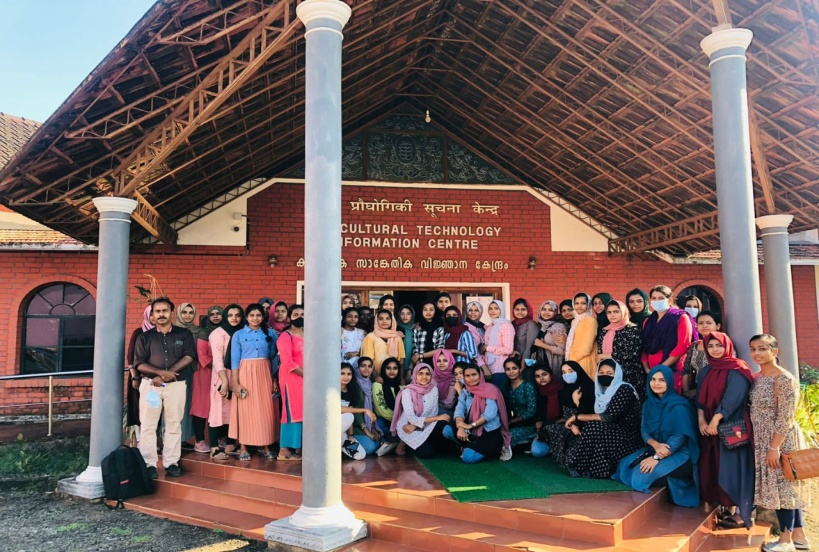 प्रौघोगिकी सूचना केन्द्र
CULTURAL TECHNOLOGY
INFORMATION CENTRE
സാങ്കേതിക വിജ്ഞാന കേന്ദ്രം